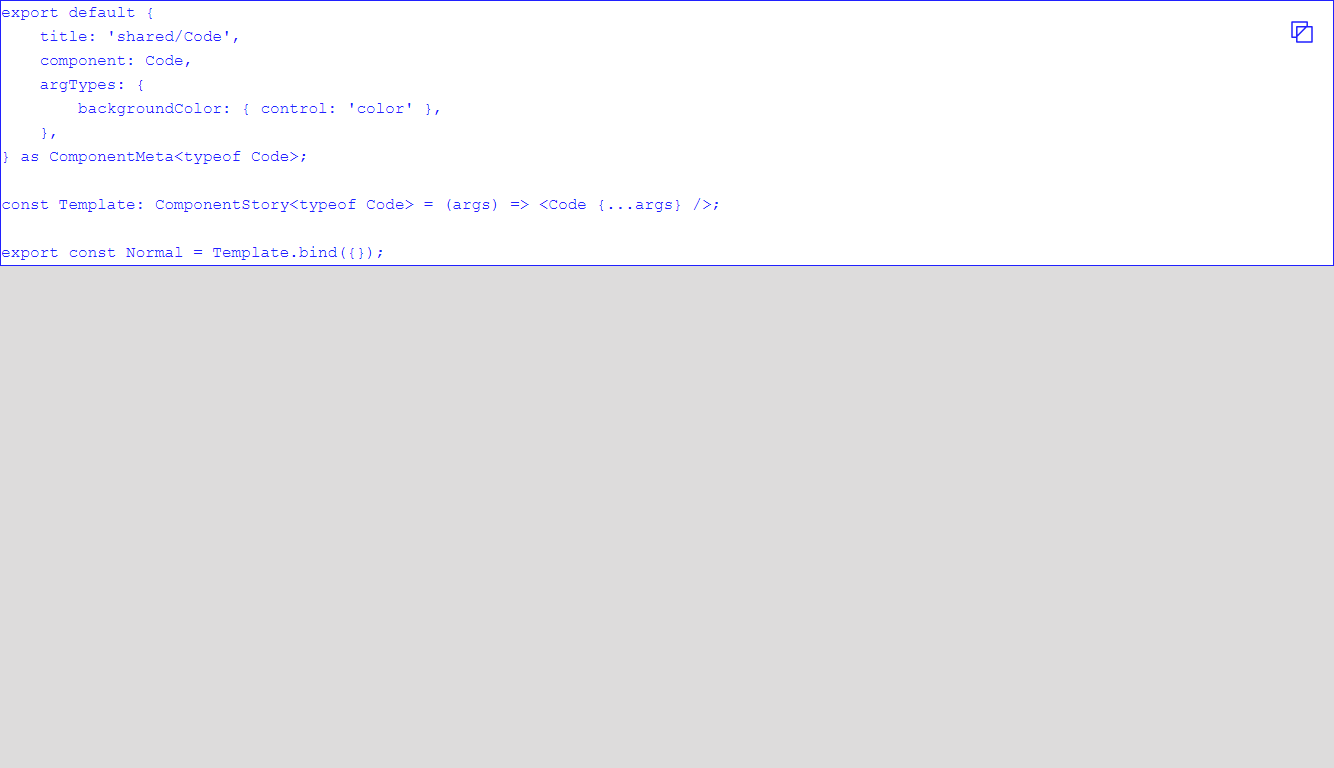 export default {
    title: 'shared/Code',
    component: Code,
    argTypes: {
        backgroundColor: { control: 'color' },
    },
} as ComponentMeta<typeof Code>;

const Template: ComponentStory<typeof Code> = (args) => <Code {...args} />;

export const Normal = Template.bind({});